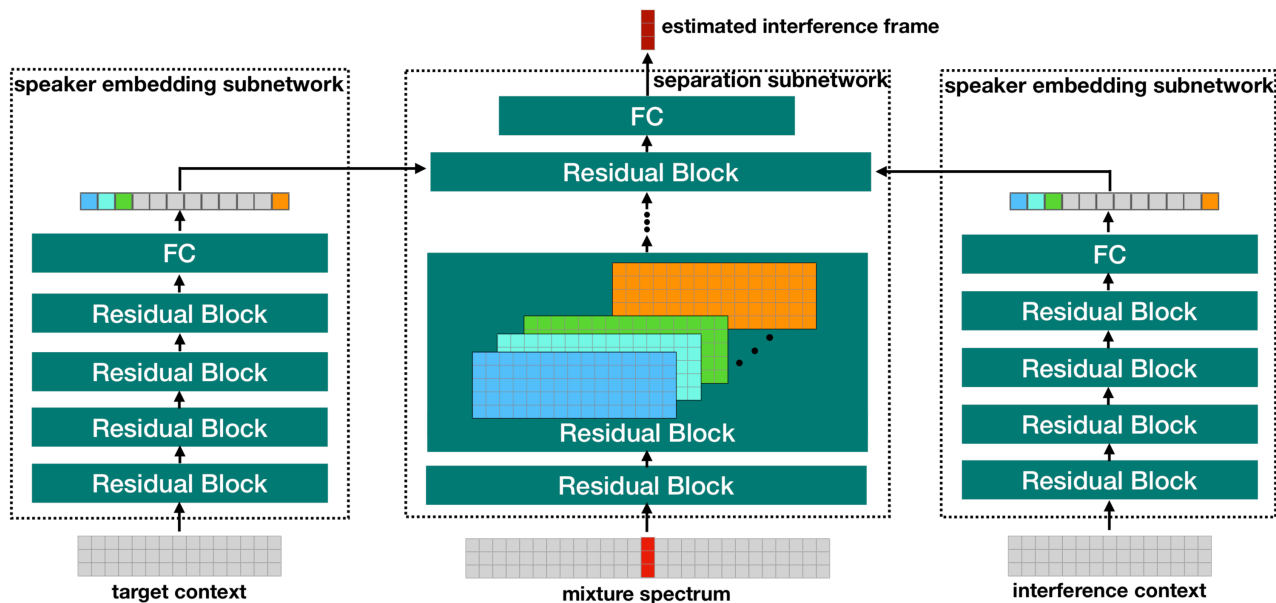 estimated interference frame
speaker embedding subnetwork
separation subnetwork
speaker embedding subnetwork
FC
Residual Block
FC
Residual Block
Residual Block
Residual Block
Residual Block
Residual Block
Residual Block
FC
Residual Block
Residual Block
Residual Block
Residual Block
target context
mixture spectrum
interference context